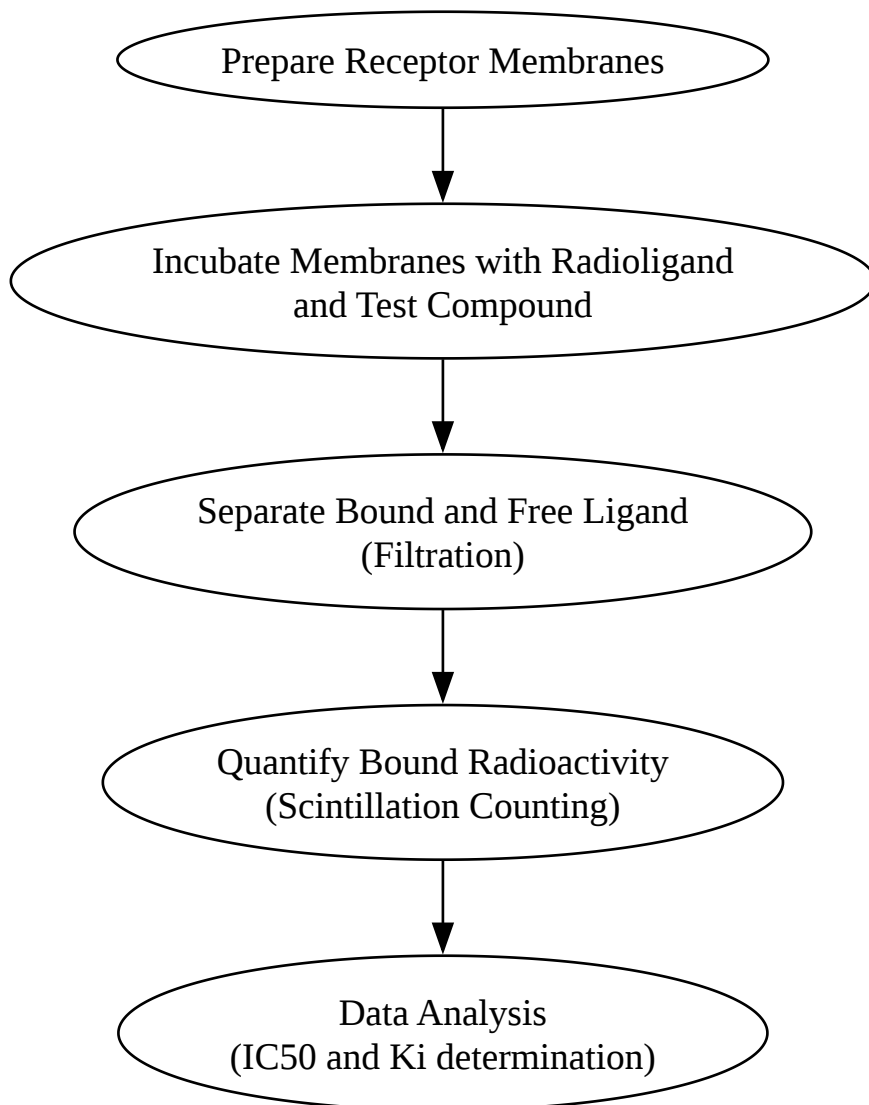 Prepare Receptor Membranes
Incubate Membranes with Radioligand
and Test Compound
Separate Bound and Free Ligand
(Filtration)
Quantify Bound Radioactivity
(Scintillation Counting)
Data Analysis
(IC50 and Ki determination)